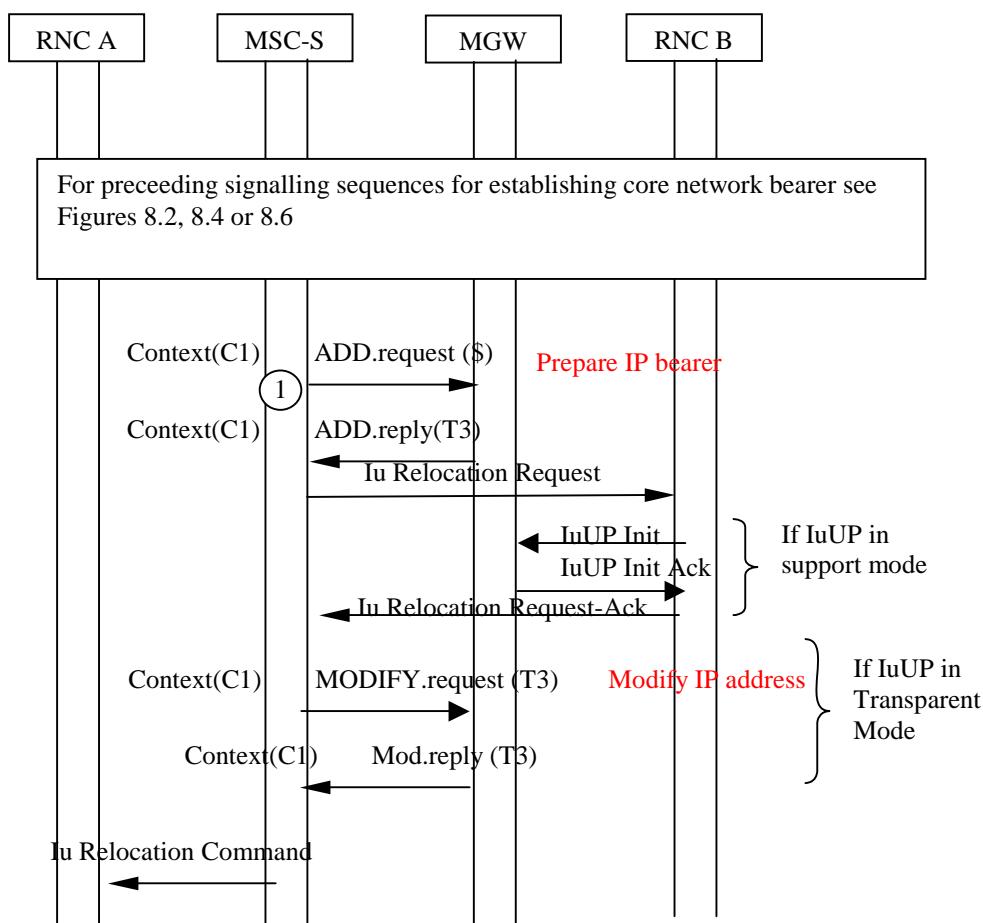 RNC A
MSC-S
MGW
RNC B
For preceeding signalling sequences for establishing core network bearer see
Figures 8.2, 8.4 or 8.6
Context(C1)
ADD.request ($)
Prepare IP bearer
1
Context(C1)
ADD.reply(T3)
Iu Relocation Request
IuUP Init
If IuUP in
support mode
IuUP Init Ack
Iu Relocation Request-Ack
Context(C1)
MODIFY.request (T3)
Modify IP address
If IuUP in
Transparent
Mode
Context(C1)
Mod.reply (T3)
Iu Relocation Command